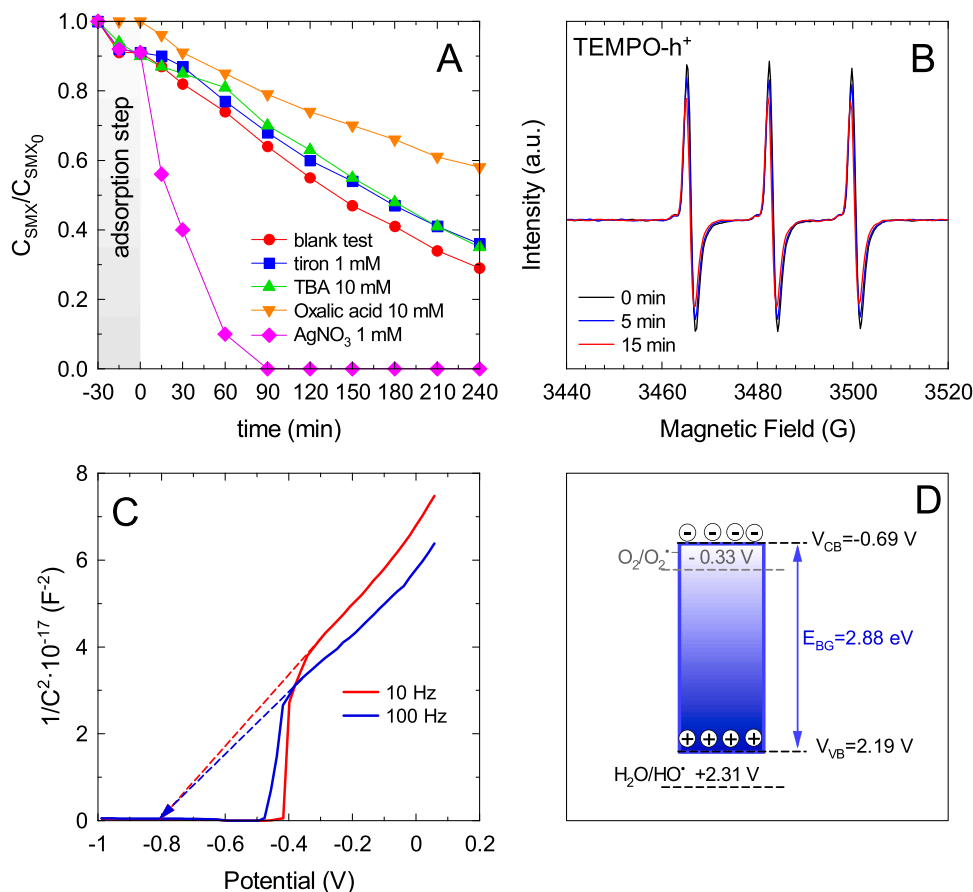 A
C_SMX/C_SMX0
1.0
0.8
0.6
0.4
0.2
0.0
adsorption step
blank test
tiron 1 mM
TBA 10 mM
Oxalic acid 10 mM
AgNO₃ 1 mM
-30 0 30 60 90 120 150 180 210 240
time (min)
TEMPO-h⁺
B
Intensity (a.u.)
0 min
5 min
15 min
3440 3460 3480 3500 3520
Magnetic Field (G)
C
1/C²·10⁻¹⁷ (F⁻²)
8
6
4
2
0
10 Hz
100 Hz
-1 -0.8 -0.6 -0.4 -0.2 0 0.2
Potential (V)
D
V_CB=-0.69 V
O₂/O₂•⁻ - 0.33 V
E_BG=2.88 eV
V_VB=2.19 V
H₂O/HO• +2.31 V